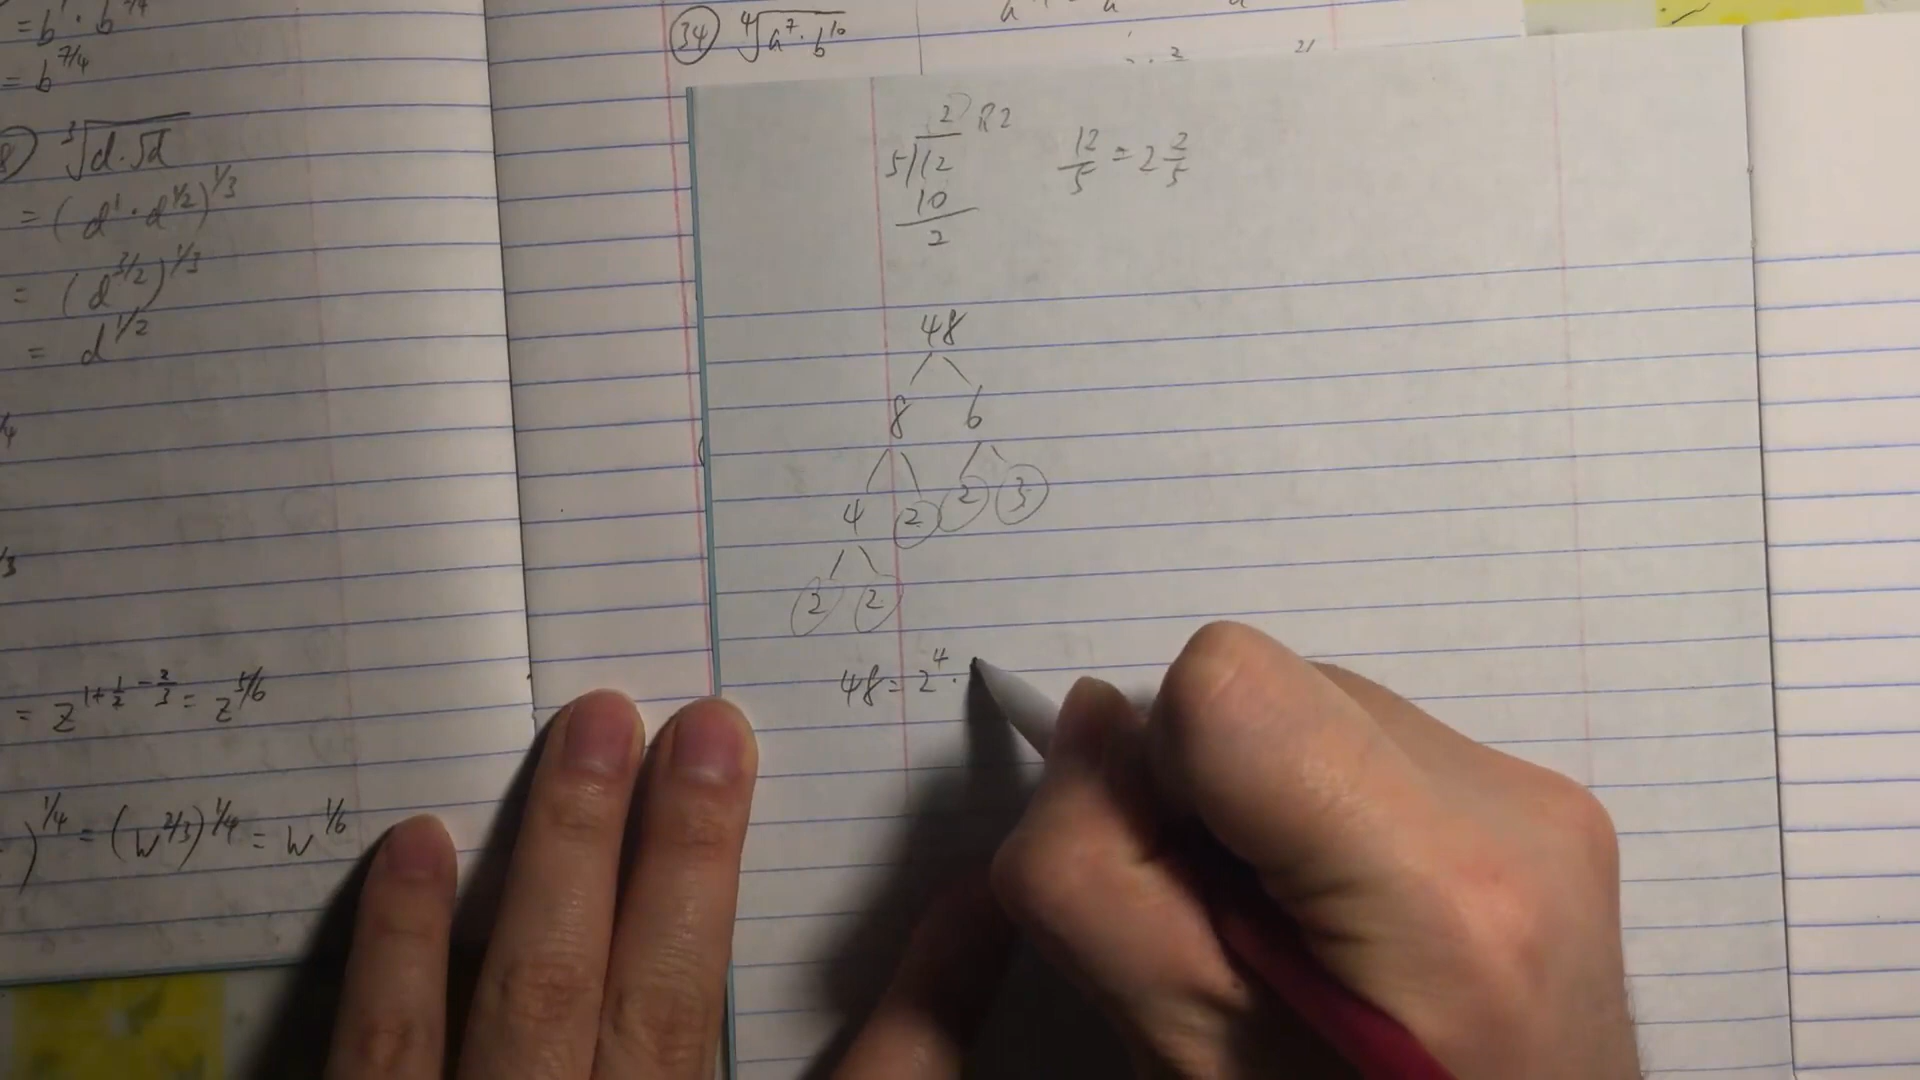 = b¹ · b^3/4
= b^7/4
∛(d·√d)
= (d¹ · d^1/2)^1/3
= (d^3/2)^1/3
= d^1/2
= z^(1+1/2-2/3) = z^5/6
)^1/4 = (w^2/3)^1/4 = w^1/6
34 ⁴√(a⁷ · b¹⁰)
2 R2
5/12
10
2
12/5 = 2 2/5
48
8 6
4 2 2 3
2 2
48 = 2⁴ ·